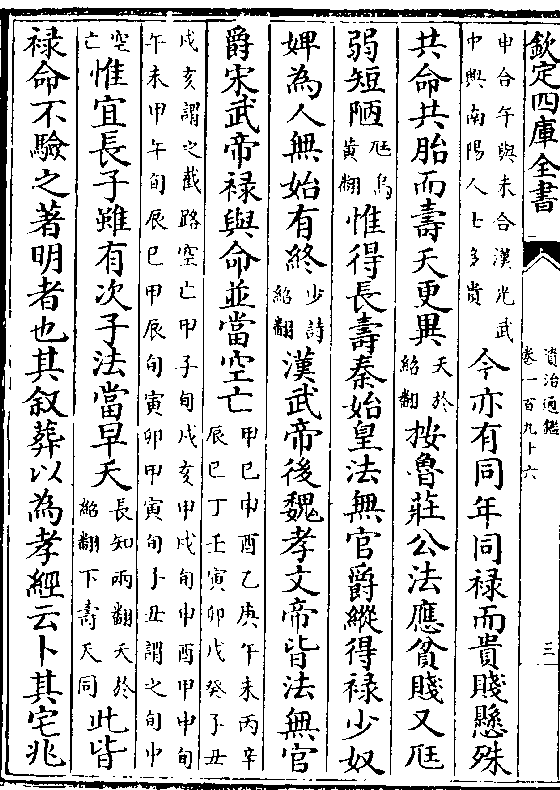 欽定四庫全書
資治通鑑
卷一百九十六
三
申合午與未合漢光武
中興南陽人士多貴
今亦有同年同禄而貴賤懸殊
共命共胎而壽夭更異
夭於
紹翻
按魯莊公法應貧賤又尫
弱短陋
尫烏
黄翻
惟得長壽秦始皇法無官爵縱得禄少奴
婢為人無始有終
少詩
紹翻
漢武帝後魏孝文帝皆法無官
爵宋武帝禄與命並當空亡
甲巳申酉乙庚午未丙辛
辰巳丁壬寅卯戊癸子丑
戌亥謂之截路空亡甲子旬戌亥甲戌旬申酉甲申旬
午未甲午旬辰巳甲辰旬寅卯甲寅旬子丑謂之旬中
空
亡
惟宜長子雖有次子法當早夭
長知兩翻夭於
紹翻下壽夭同
此皆
禄命不驗之著明者也其叙葬以為孝經云卜其宅兆